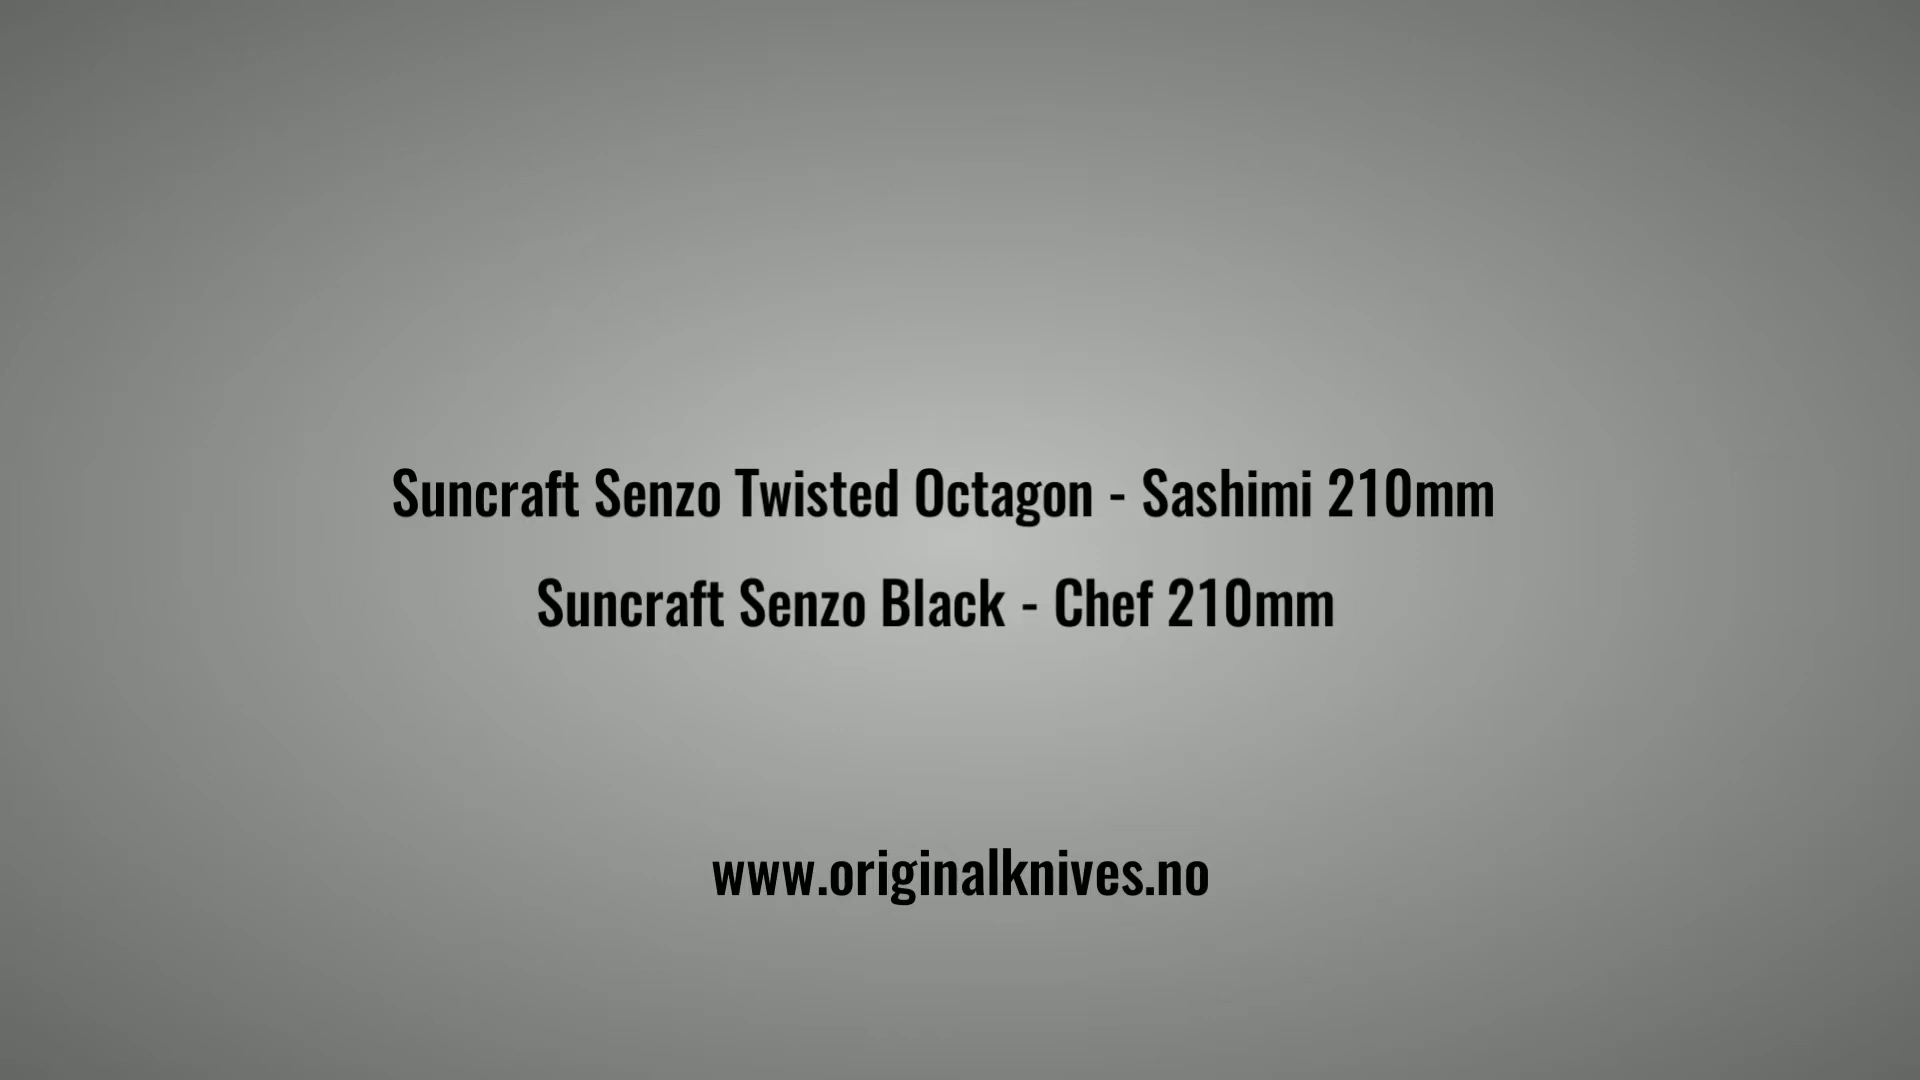 Suncraft Senzo Twisted Octagon - Sashimi 210mm
Suncraft Senzo Black - Chef 210mm
www.originalknives.no